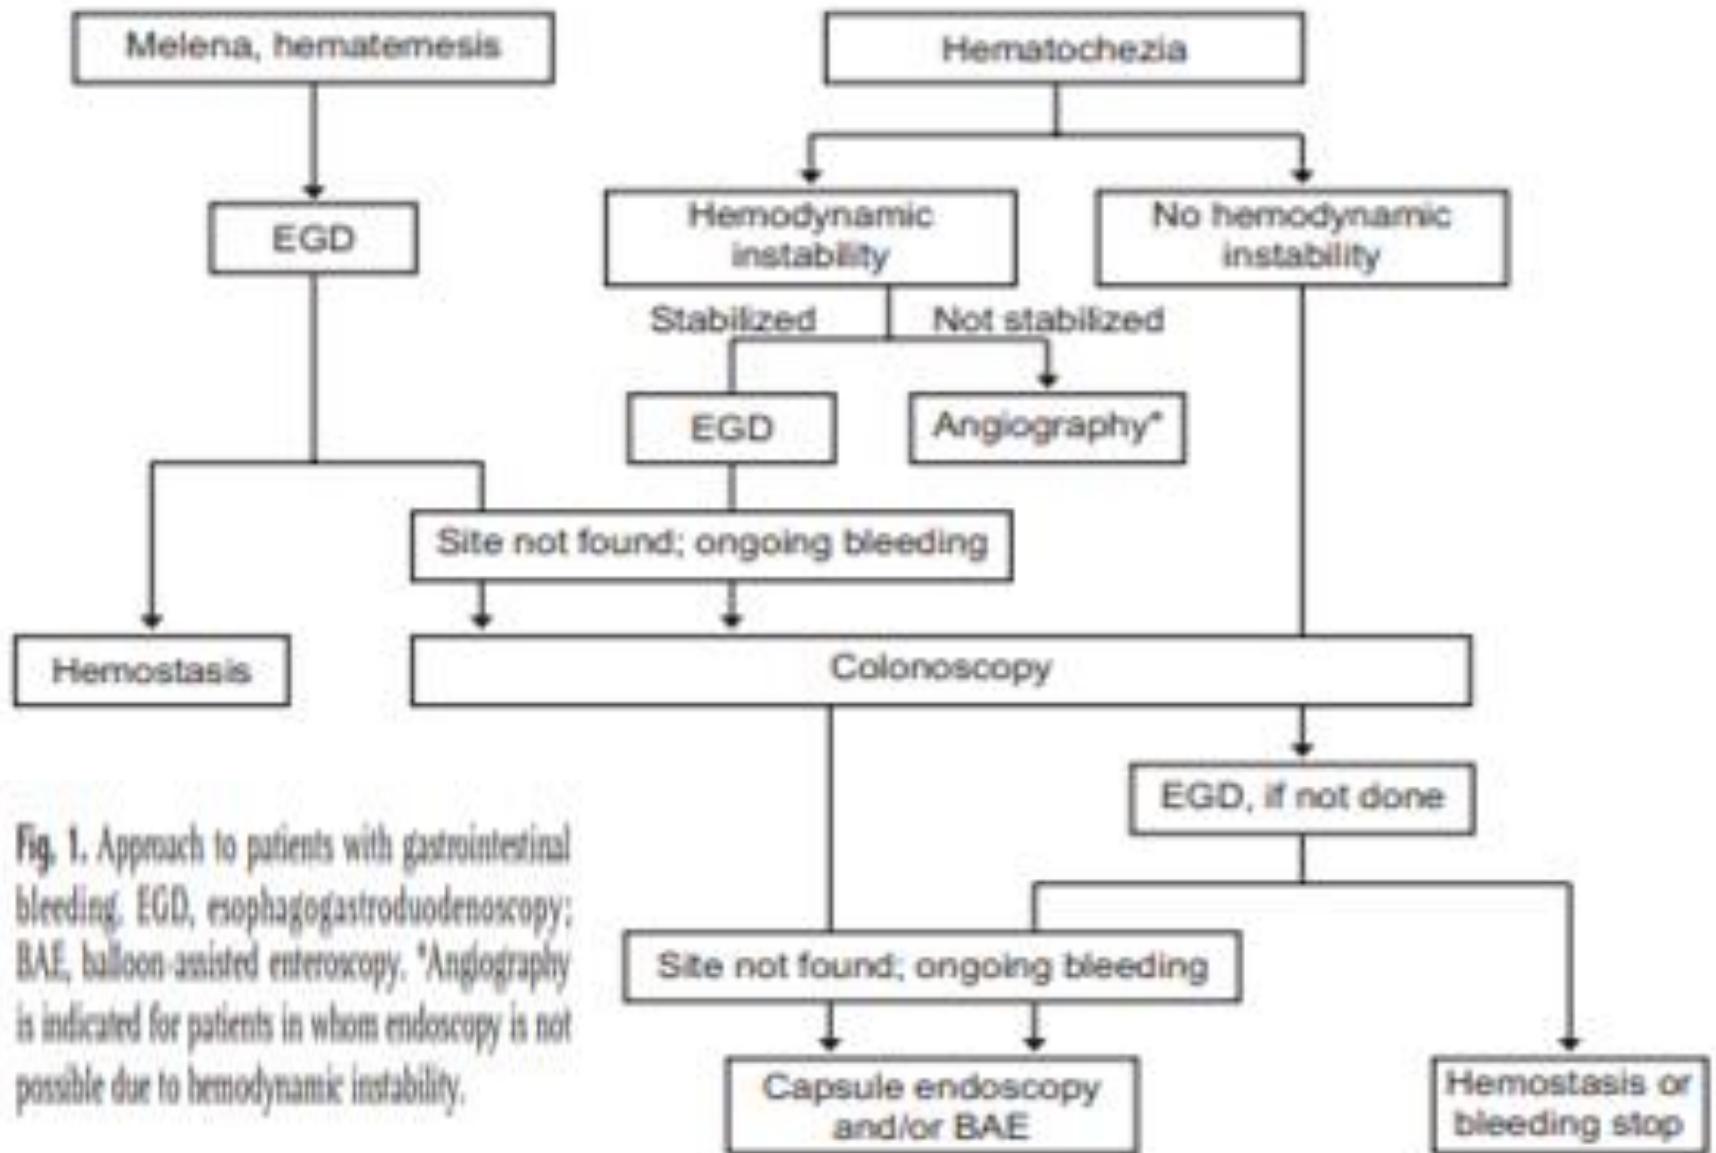 Melena, hematemesis
Hematochezia
EGD
Hemodynamic
instability
No hemodynamic
instability
Stabilized
Not stabilized
EGD
Angiography*
Site not found; ongoing bleeding
Hemostasis
Colonoscopy
EGD, if not done
Site not found; ongoing bleeding
Capsule endoscopy
and/or BAE
Hemostasis or
bleeding stop
Fig. 1. Approach to patients with gastrointestinal
bleeding. EGD, esophagogastroduodenoscopy;
BAE, balloon-assisted enteroscopy. *Angiography
is indicated for patients in whom endoscopy is not
possible due to hemodynamic instability.